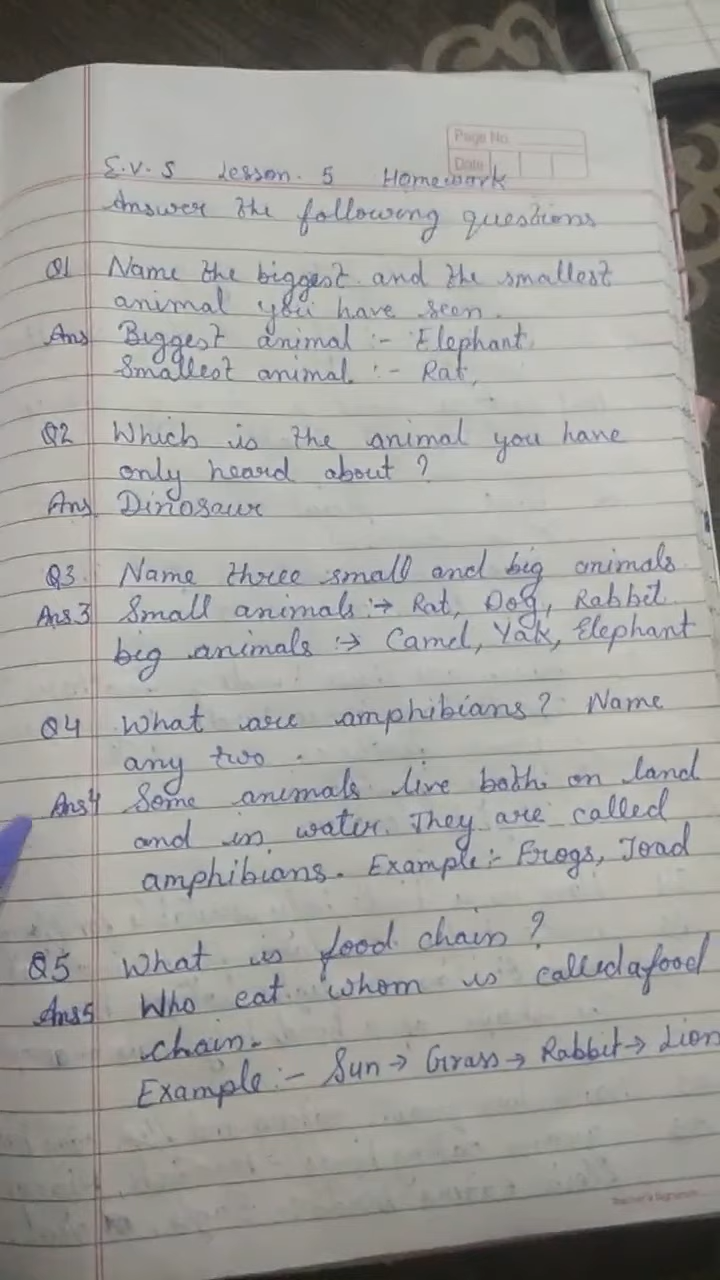 Page No.
Date
E.V.S Lesson. 5 Homework
Answer the following questions
Q1 Name the biggest and the smallest
animal you have seen.
Ans Biggest animal :- Elephant
Smallest animal :- Rat,
Q2 Which is the animal you have
only heard about ?
Ans Dinosaur
Q3. Name three small and big animals
Ans3 Small animals :→ Rat, Dog, Rabbit
big animals :→ Camel, Yak, Elephant
Q4 What are amphibians? Name
any two.
Ans4 Some animals live both on land
and in water. They are called
amphibians. Example :- Frogs, Toad
Q5 What is food chain ?
Ans5 Who eat whom is called a food
chain.
Example :- Sun → Grass → Rabbit → Lion
Teacher's Signature